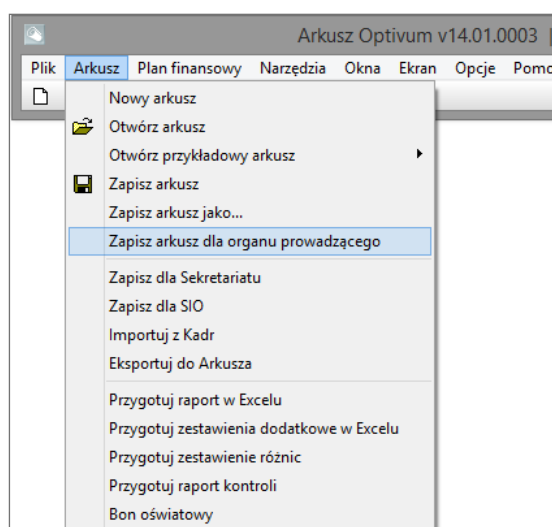 Arkusz Optivum v14.01.0003
Plik Arkusz Plan finansowy Narzędzia Okna Ekran Opcje Pomo
Nowy arkusz
Otwórz arkusz
Otwórz przykładowy arkusz
Zapisz arkusz
Zapisz arkusz jako...
Zapisz arkusz dla organu prowadzącego
Zapisz dla Sekretariatu
Zapisz dla SIO
Importuj z Kadr
Eksportuj do Arkusza
Przygotuj raport w Excelu
Przygotuj zestawienia dodatkowe w Excelu
Przygotuj zestawienie różnic
Przygotuj raport kontroli
Bon oświatowy